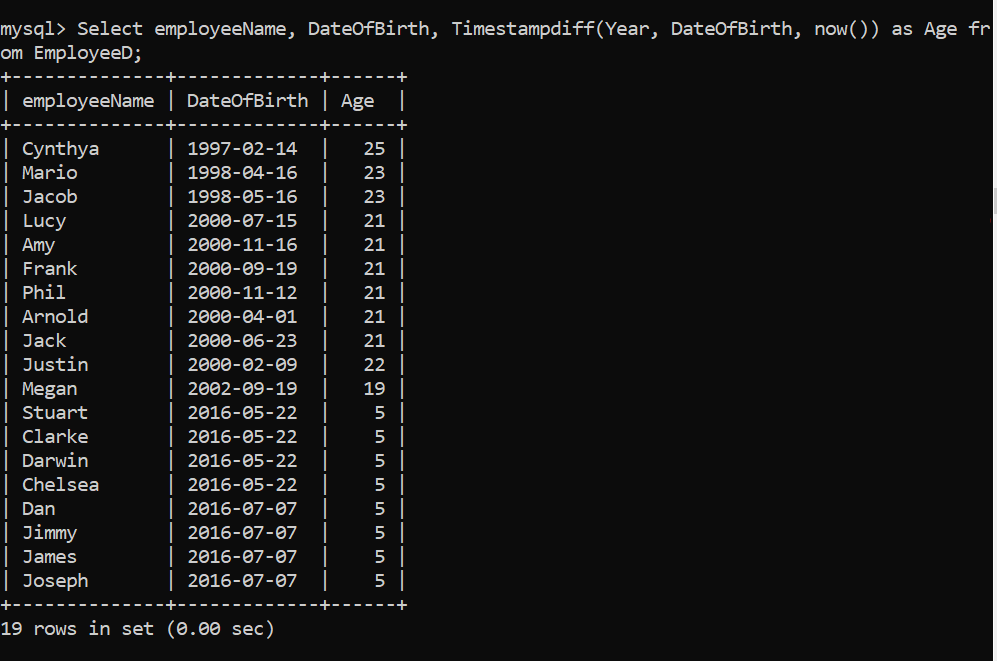 mysql> Select employeeName, DateOfBirth, Timestampdiff(Year, DateOfBirth, now()) as Age fr
om EmployeeD;
+--------------+-------------+------+
| employeeName | DateOfBirth | Age  |
+--------------+-------------+------+
| Cynthya      | 1997-02-14  |   25 |
| Mario        | 1998-04-16  |   23 |
| Jacob        | 1998-05-16  |   23 |
| Lucy         | 2000-07-15  |   21 |
| Amy          | 2000-11-16  |   21 |
| Frank        | 2000-09-19  |   21 |
| Phil         | 2000-11-12  |   21 |
| Arnold       | 2000-04-01  |   21 |
| Jack         | 2000-06-23  |   21 |
| Justin       | 2000-02-09  |   22 |
| Megan        | 2002-09-19  |   19 |
| Stuart       | 2016-05-22  |    5 |
| Clarke       | 2016-05-22  |    5 |
| Darwin       | 2016-05-22  |    5 |
| Chelsea      | 2016-05-22  |    5 |
| Dan          | 2016-07-07  |    5 |
| Jimmy        | 2016-07-07  |    5 |
| James        | 2016-07-07  |    5 |
| Joseph       | 2016-07-07  |    5 |
+--------------+-------------+------+
19 rows in set (0.00 sec)